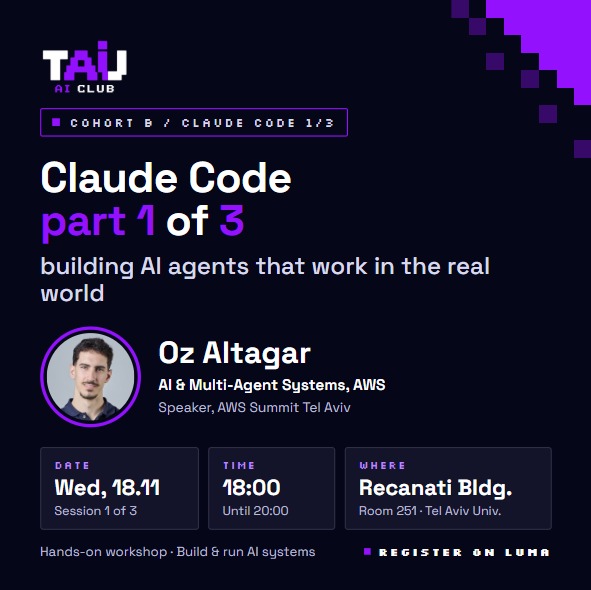 TAU
AI CLUB
COHORT B / CLAUDE CODE 1/3
Claude Code
part 1 of 3
building AI agents that work in the real
world
Oz Altagar
AI & Multi-Agent Systems, AWS
Speaker, AWS Summit Tel Aviv
DATE
Wed, 18.11
Session 1 of 3
TIME
18:00
Until 20:00
WHERE
Recanati Bldg.
Room 251 · Tel Aviv Univ.
Hands-on workshop · Build & run AI systems
REGISTER ON LUMA